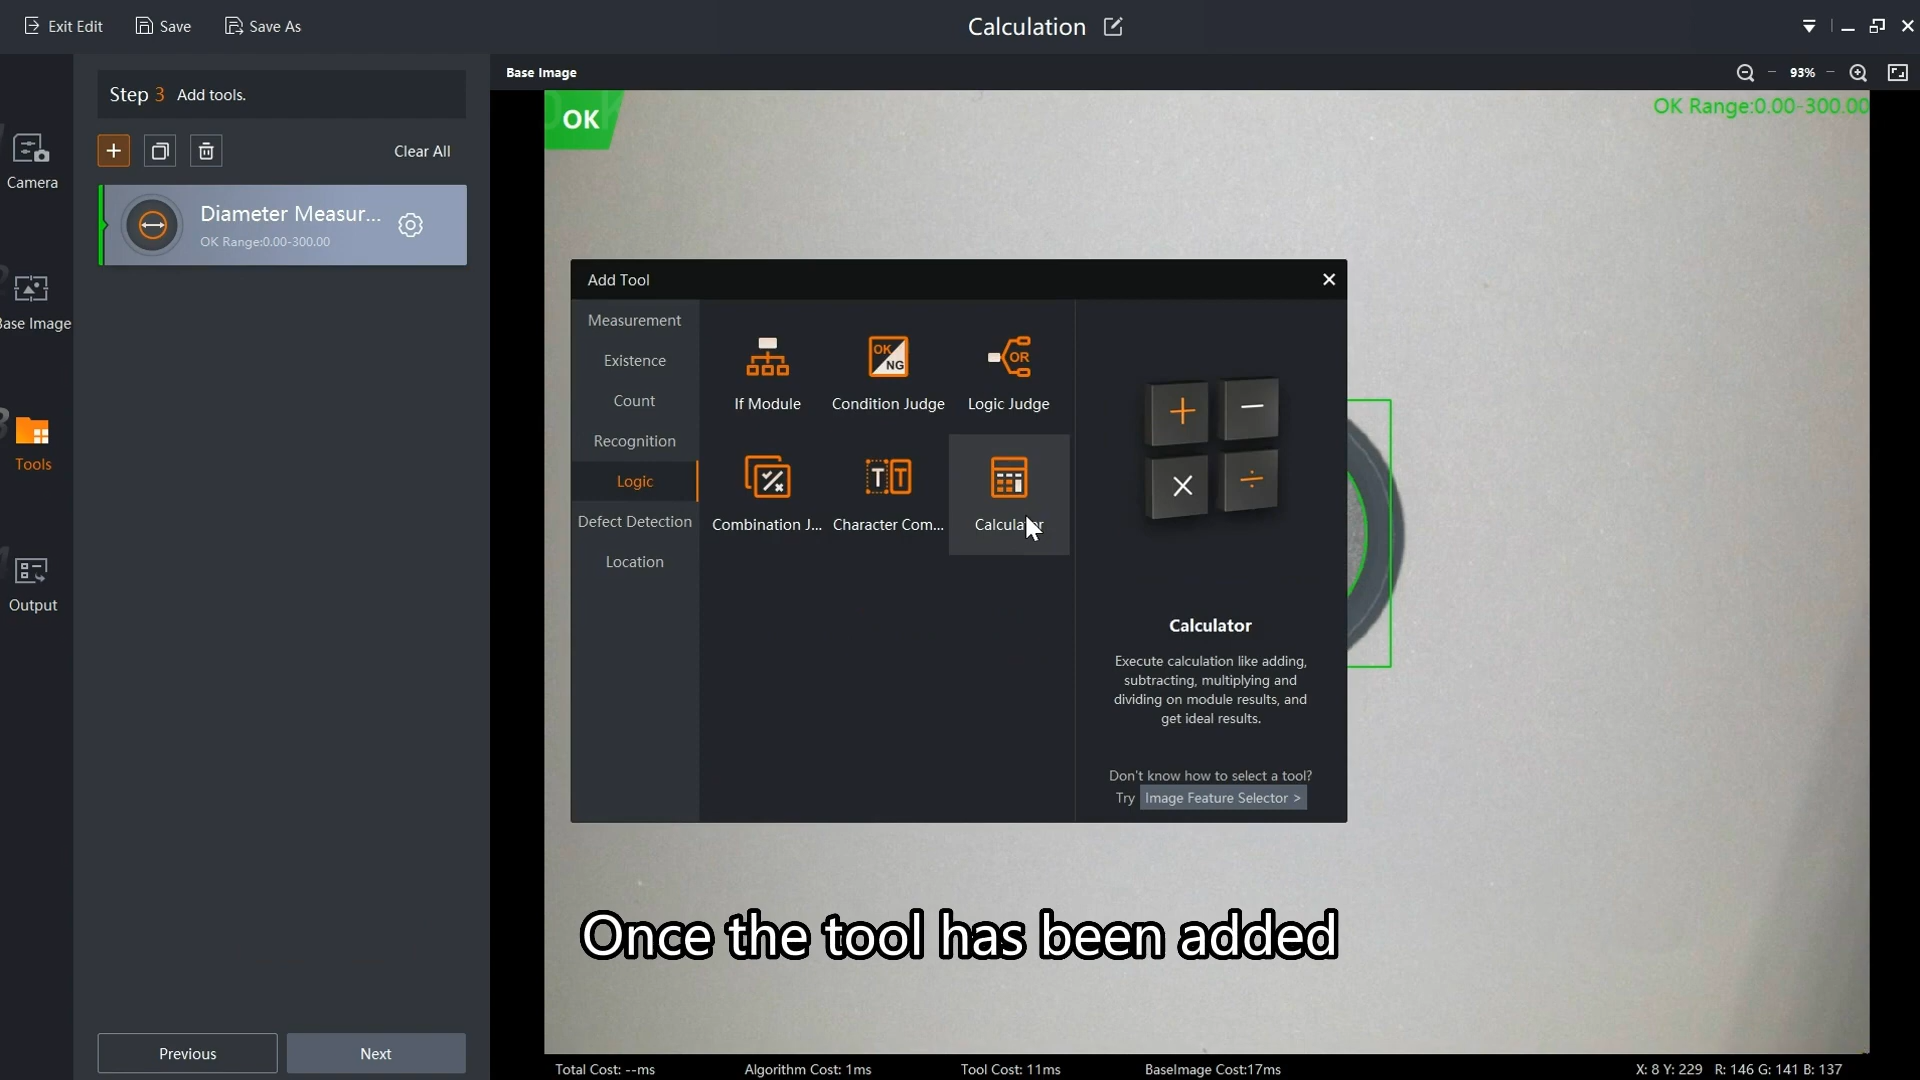 Exit Edit
Save
Save As
Calculation
Step 3 Add tools.
Base Image
93%
OK
OK Range:0.00-300.00
Clear All
Camera
Diameter Measur...
OK Range:0.00-300.00
Base Image
Tools
Output
Add Tool
Measurement
Existence
Count
Recognition
Logic
Defect Detection
Location
If Module
Condition Judge
OK
NG
Logic Judge
OR
Combination J...
Character Com...
TT
Calculator
Calculator
Execute calculation like adding,
subtracting, multiplying and
dividing on module results, and
get ideal results.
Don't know how to select a tool?
Try Image Feature Selector >
Once the tool has been added
Previous
Next
Total Cost: --ms
Algorithm Cost: 1ms
Tool Cost: 11ms
BaseImage Cost:17ms
X: 8 Y: 229 R: 146 G: 141 B: 137